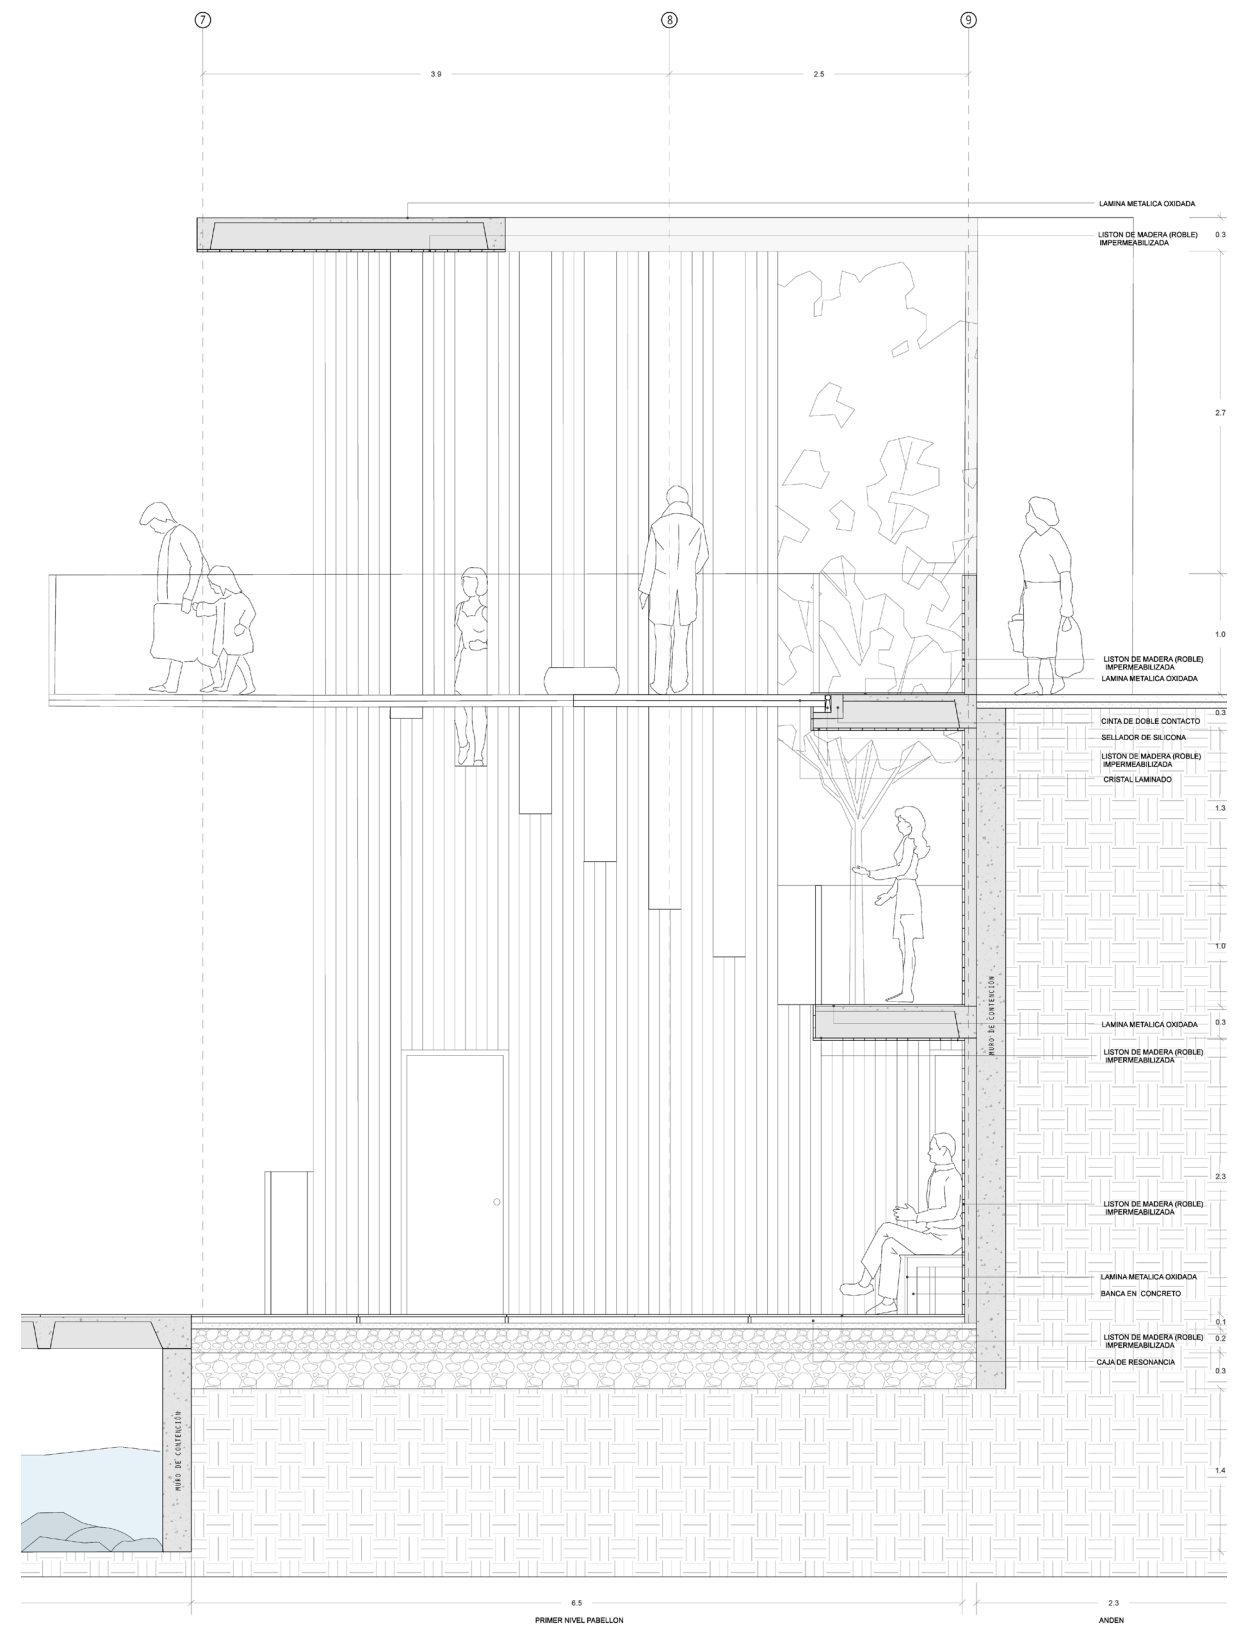 7
8
9
3.9
2.5
LAMINA METALICA OXIDADA
LISTON DE MADERA (ROBLE)
IMPERMEABILIZADA
0.3
2.7
1.0
LISTON DE MADERA (ROBLE)
IMPERMEABILIZADA
LAMINA METALICA OXIDADA
0.3
CINTA DE DOBLE CONTACTO
SELLADOR DE SILICONA
LISTON DE MADERA (ROBLE)
IMPERMEABILIZADA
CRISTAL LAMINADO
1.3
1.0
MURO DE CONTENCIÓN
LAMINA METALICA OXIDADA
0.3
LISTON DE MADERA (ROBLE)
IMPERMEABILIZADA
2.3
LISTON DE MADERA (ROBLE)
IMPERMEABILIZADA
LAMINA METALICA OXIDADA
BANCA EN CONCRETO
0.1
LISTON DE MADERA (ROBLE)
IMPERMEABILIZADA
0.2
CAJA DE RESONANCIA
0.3
MURO DE CONTENCIÓN
1.4
6.5
2.3
PRIMER NIVEL PABELLON
ANDEN